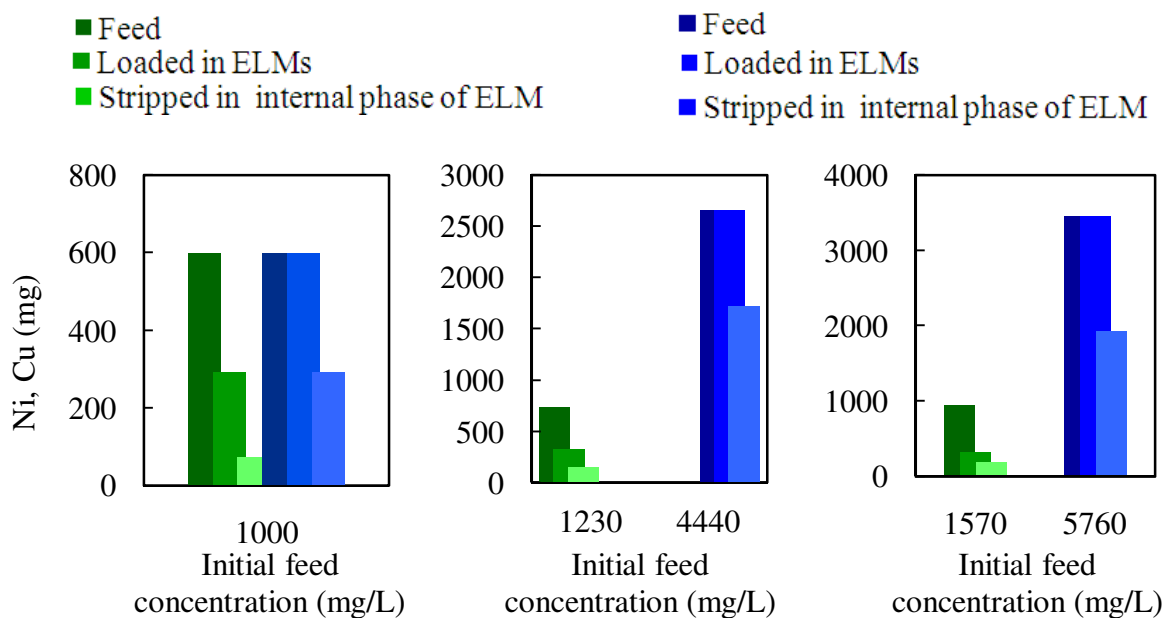 Feed
Loaded in ELMs
Stripped in internal phase of ELM
Feed
Loaded in ELMs
Stripped in internal phase of ELM
Ni, Cu (mg)
800
600
400
200
0
1000
Initial feed
concentration (mg/L)
3000
2500
2000
1500
1000
500
0
1230 4440
Initial feed
concentration (mg/L)
4000
3000
2000
1000
0
1570 5760
Initial feed
concentration (mg/L)